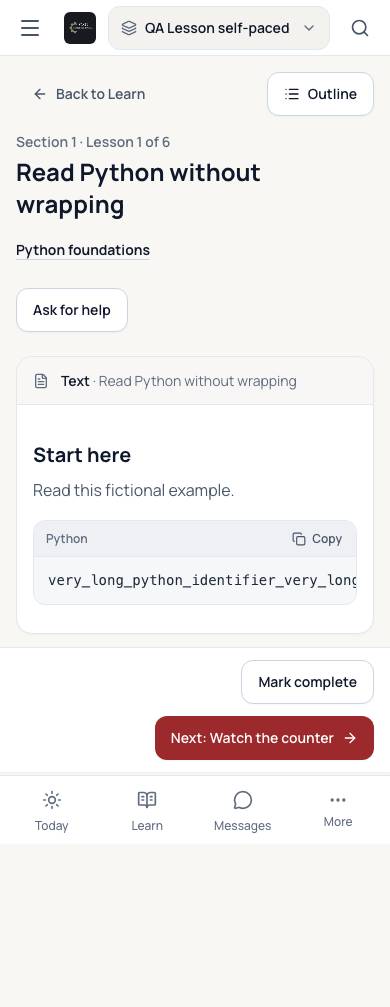 QA Lesson self-paced
Back to Learn
Outline
Section 1 · Lesson 1 of 6
Read Python without
wrapping
Python foundations
Ask for help
Text · Read Python without wrapping
Start here
Read this fictional example.
Python
Copy
very_long_python_identifier_very_long
Mark complete
Next: Watch the counter
Today
Learn
Messages
More